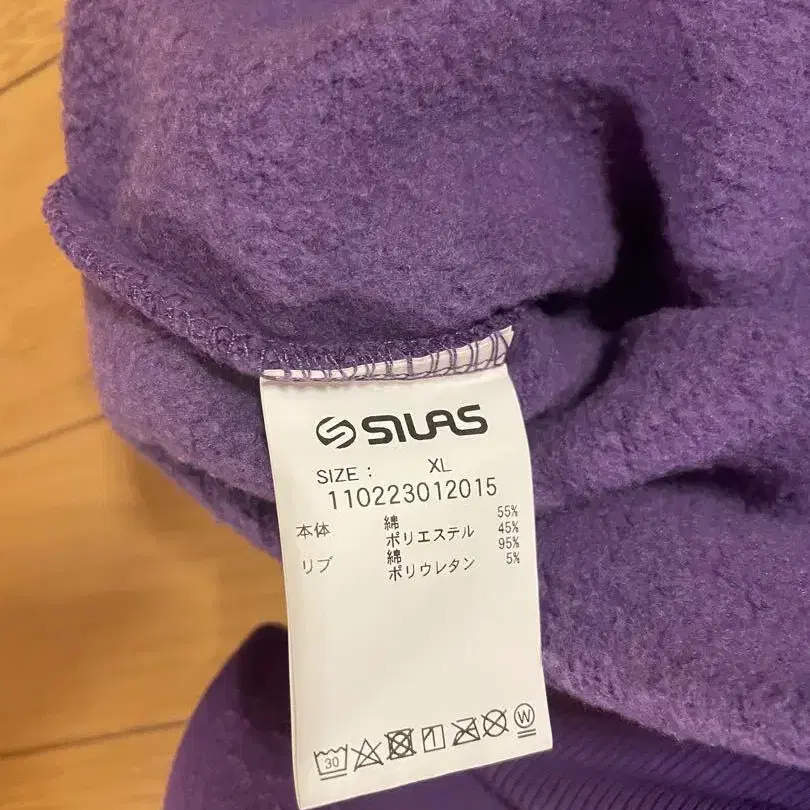 SILAS
SIZE : XL
110223012015
本体 綿 55%
ポリエステル 45%
リブ 綿 95%
ポリウレタン 5%
30 W